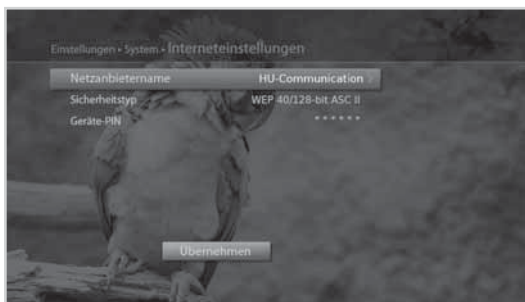 Einstellungen • System • Interneteinstellungen
Netzanbietername HU-Communication
Sicherheitstyp WEP 40/128-bit ASC II
Geräte-PIN ******
Übernehmen